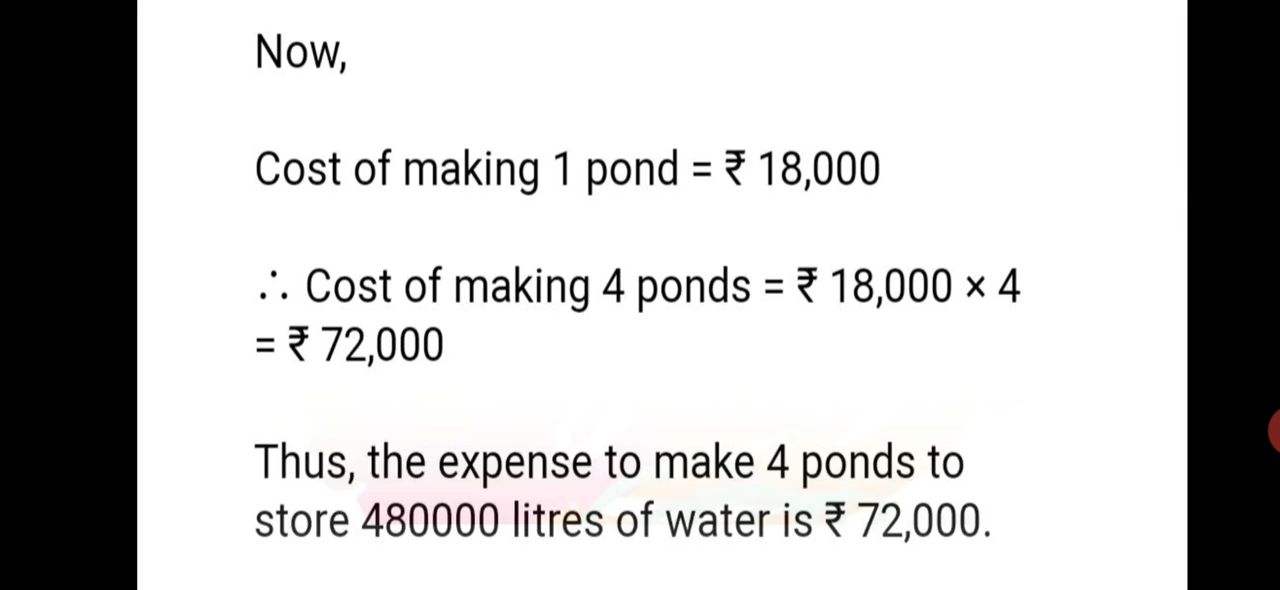 Now,
Cost of making 1 pond = ₹ 18,000
∴ Cost of making 4 ponds = ₹ 18,000 × 4
= ₹ 72,000
Thus, the expense to make 4 ponds to
store 480000 litres of water is ₹ 72,000.